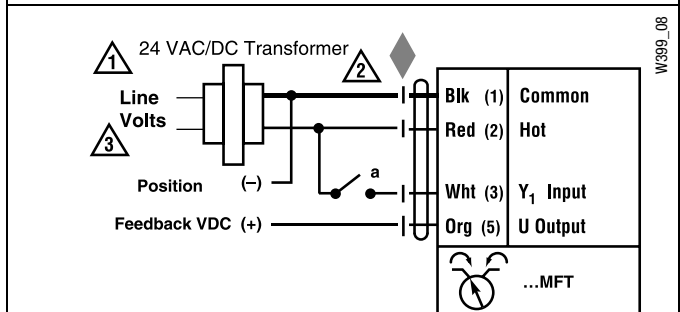 W399_08
1 24 VAC/DC Transformer 2
Line
Volts
3
Blk (1) Common
Red (2) Hot
a
Position (–)
Wht (3) Y₁ Input
Feedback VDC (+)
Org (5) U Output
...MFT